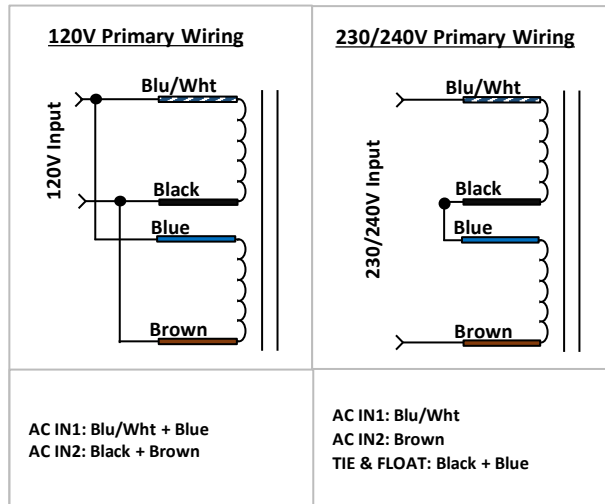 120V Primary Wiring
Blu/Wht
120V Input
Black
Blue
Brown
AC IN1: Blu/Wht + Blue
AC IN2: Black + Brown
230/240V Primary Wiring
Blu/Wht
Black
230/240V Input
Blue
Brown
AC IN1: Blu/Wht
AC IN2: Brown
TIE & FLOAT: Black + Blue